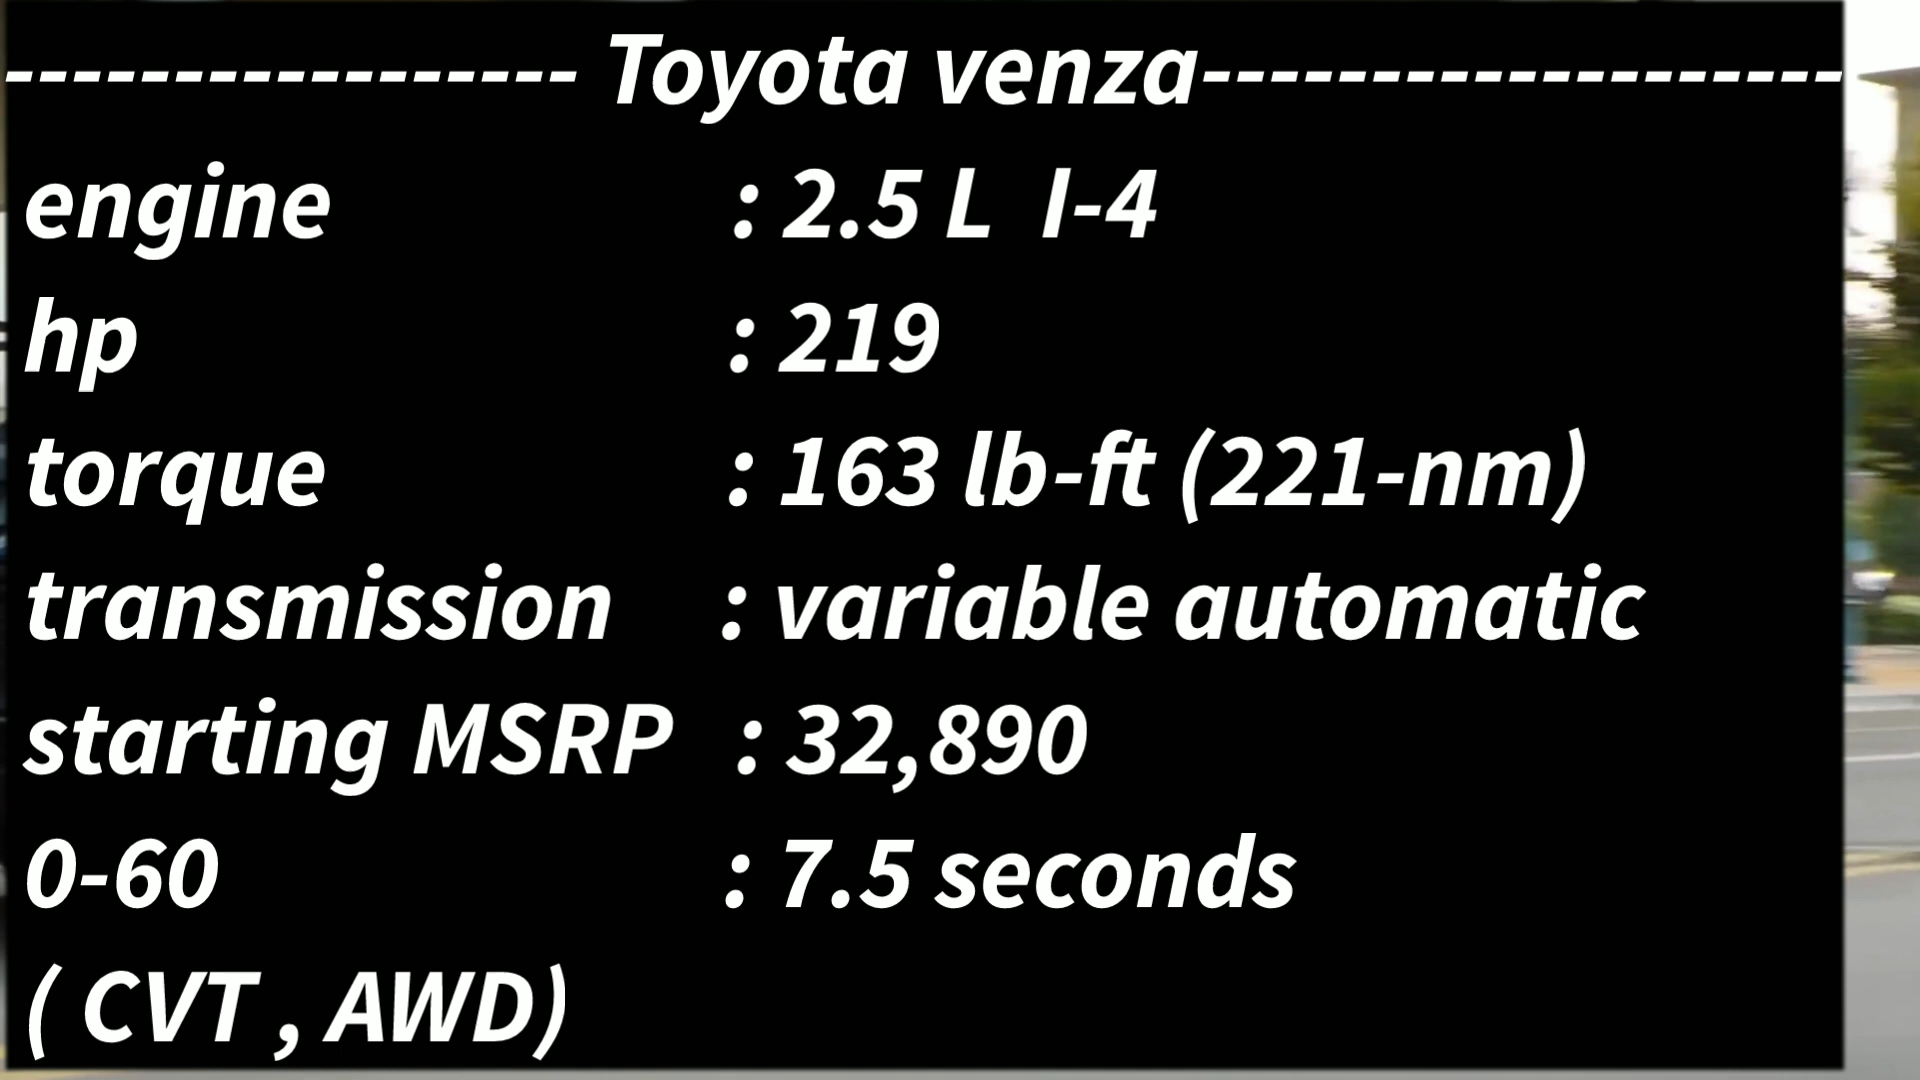 ----------------- Toyota venza-------------------
engine : 2.5 L I-4
hp : 219
torque : 163 lb-ft (221-nm)
transmission : variable automatic
starting MSRP : 32,890
0-60 : 7.5 seconds
( CVT , AWD)